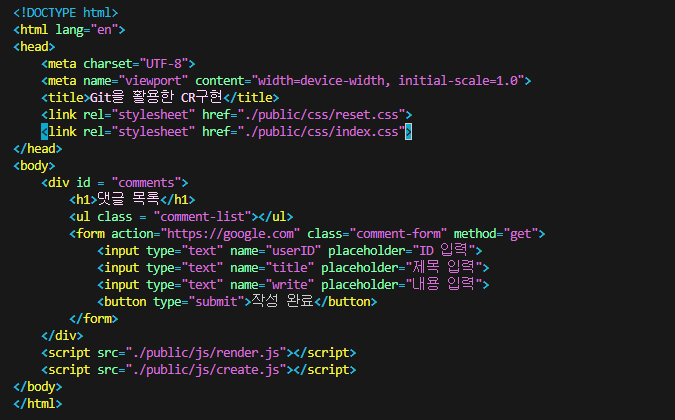 <!DOCTYPE html>
<html lang="en">
<head>
    <meta charset="UTF-8">
    <meta name="viewport" content="width=device-width, initial-scale=1.0">
    <title>Git을 활용한 CR구현</title>
    <link rel="stylesheet" href="./public/css/reset.css">
    <link rel="stylesheet" href="./public/css/index.css">
</head>
<body>
    <div id = "comments">
        <h1>댓글 목록</h1>
        <ul class = "comment-list"></ul>
        <form action="https://google.com" class="comment-form" method="get">
            <input type="text" name="userID" placeholder="ID 입력">
            <input type="text" name="title" placeholder="제목 입력">
            <input type="text" name="write" placeholder="내용 입력">
            <button type="submit">작성 완료</button>
        </form>
    </div>
    <script src="./public/js/render.js"></script>
    <script src="./public/js/create.js"></script>
</body>
</html>